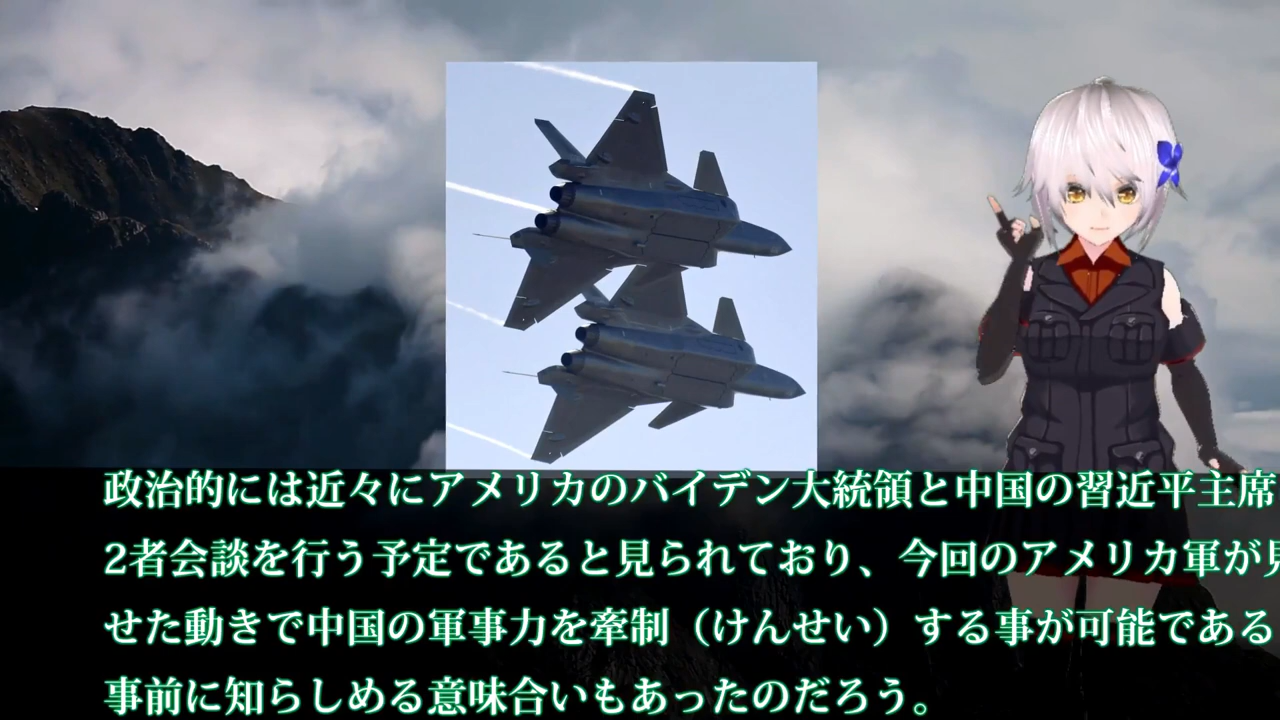 政治的には近々にアメリカのバイデン大統領と中国の習近平主席
2者会談を行う予定であると見られており、今回のアメリカ軍が見
せた動きで中国の軍事力を牽制（けんせい）する事が可能である
事前に知らしめる意味合いもあったのだろう。